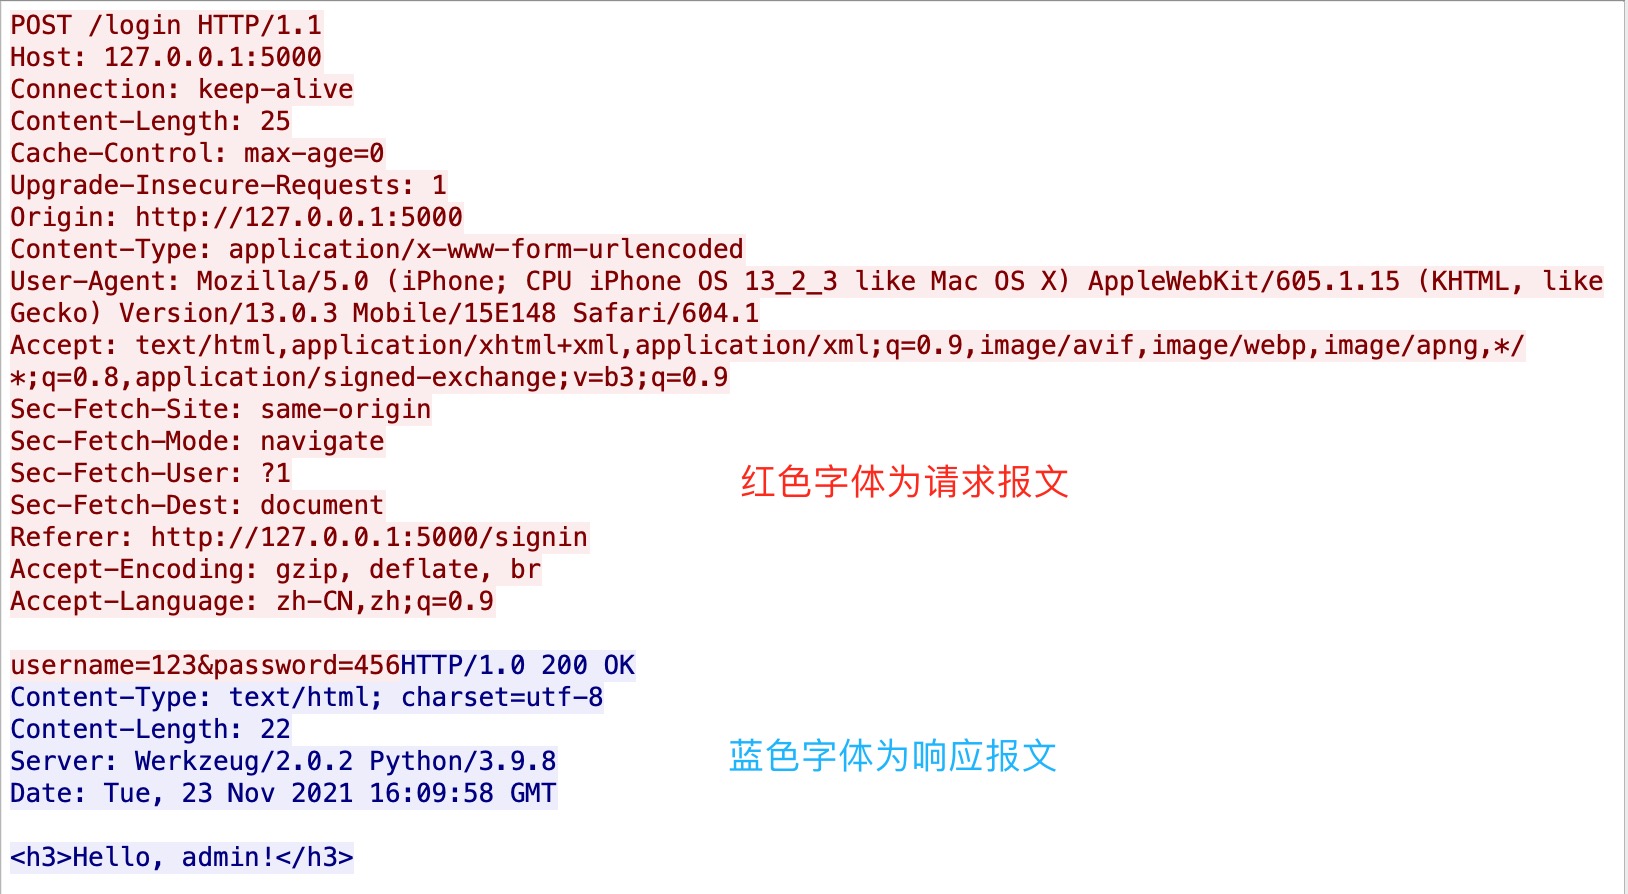 POST /login HTTP/1.1
Host: 127.0.0.1:5000
Connection: keep-alive
Content-Length: 25
Cache-Control: max-age=0
Upgrade-Insecure-Requests: 1
Origin: http://127.0.0.1:5000
Content-Type: application/x-www-form-urlencoded
User-Agent: Mozilla/5.0 (iPhone; CPU iPhone OS 13_2_3 like Mac OS X) AppleWebKit/605.1.15 (KHTML, like
Gecko) Version/13.0.3 Mobile/15E148 Safari/604.1
Accept: text/html,application/xhtml+xml,application/xml;q=0.9,image/avif,image/webp,image/apng,*/
*;q=0.8,application/signed-exchange;v=b3;q=0.9
Sec-Fetch-Site: same-origin
Sec-Fetch-Mode: navigate
Sec-Fetch-User: ?1
红色字体为请求报文
Sec-Fetch-Dest: document
Referer: http://127.0.0.1:5000/signin
Accept-Encoding: gzip, deflate, br
Accept-Language: zh-CN,zh;q=0.9
username=123&password=456HTTP/1.0 200 OK
Content-Type: text/html; charset=utf-8
Content-Length: 22
蓝色字体为响应报文
Server: Werkzeug/2.0.2 Python/3.9.8
Date: Tue, 23 Nov 2021 16:09:58 GMT
<h3>Hello, admin!</h3>